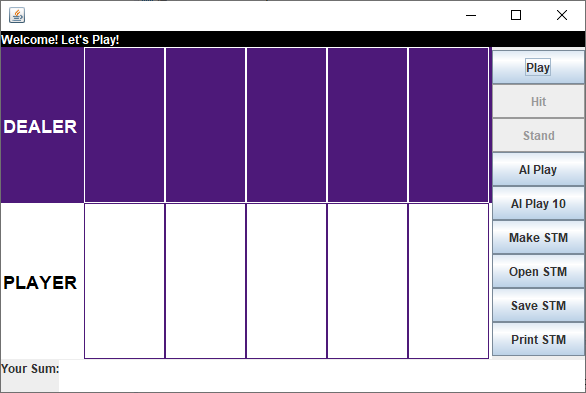 Welcome! Let's Play!
DEALER
PLAYER
Your Sum:
Play
Hit
Stand
AI Play
AI Play 10
Make STM
Open STM
Save STM
Print STM